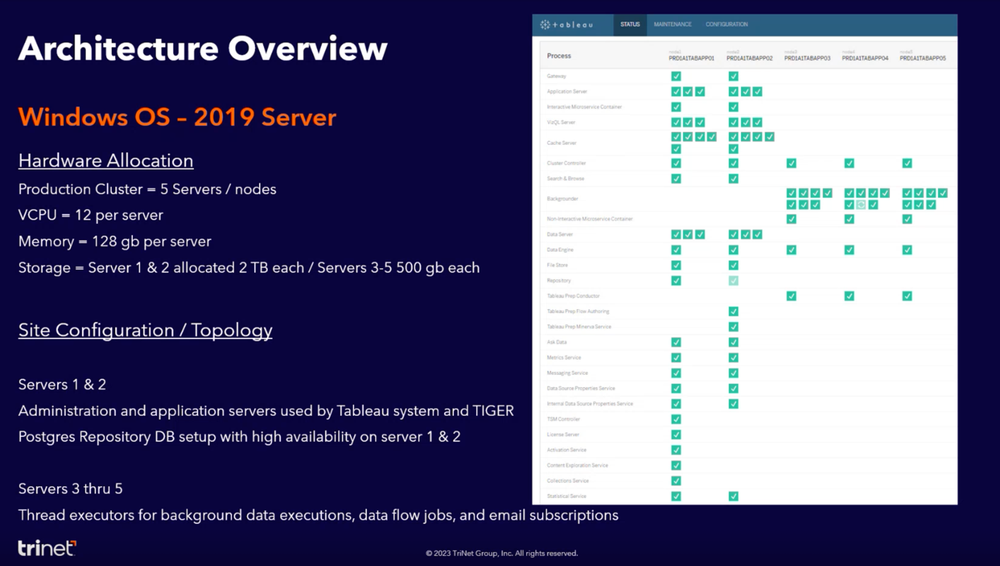 Architecture Overview
Windows OS – 2019 Server
Hardware Allocation
Production Cluster = 5 Servers / nodes
VCPU = 12 per server
Memory = 128 gb per server
Storage = Server 1 & 2 allocated 2 TB each / Servers 3-5 500 gb each
Site Configuration / Topology
Servers 1 & 2
Administration and application servers used by Tableau system and TIGER
Postgres Repository DB setup with high availability on server 1 & 2
Servers 3 thru 5
Thread executors for background data executions, data flow jobs, and email subscriptions
tableau STATUS MAINTENANCE CONFIGURATION
node1 node2 node3 node4 node5
Process PRD1A1TABAPP01 PRD1A1TABAPP02 PRD1A1TABAPP03 PRD1A1TABAPP04 PRD1A1TABAPP05
Gateway
Application Server
Interactive Microservice Container
VizQL Server
Cache Server
Cluster Controller
Search & Browse
Backgrounder
Non-Interactive Microservice Container
Data Server
Data Engine
File Store
Repository
Tableau Prep Conductor
Tableau Prep Flow Authoring
Tableau Prep Minerva Service
Ask Data
Metrics Service
Messaging Service
Data Source Properties Service
Internal Data Source Properties Service
TSM Controller
License Server
Activation Service
Content Exploration Service
Collections Service
Statistical Service
trinet
© 2023 TriNet Group, Inc. All rights reserved.